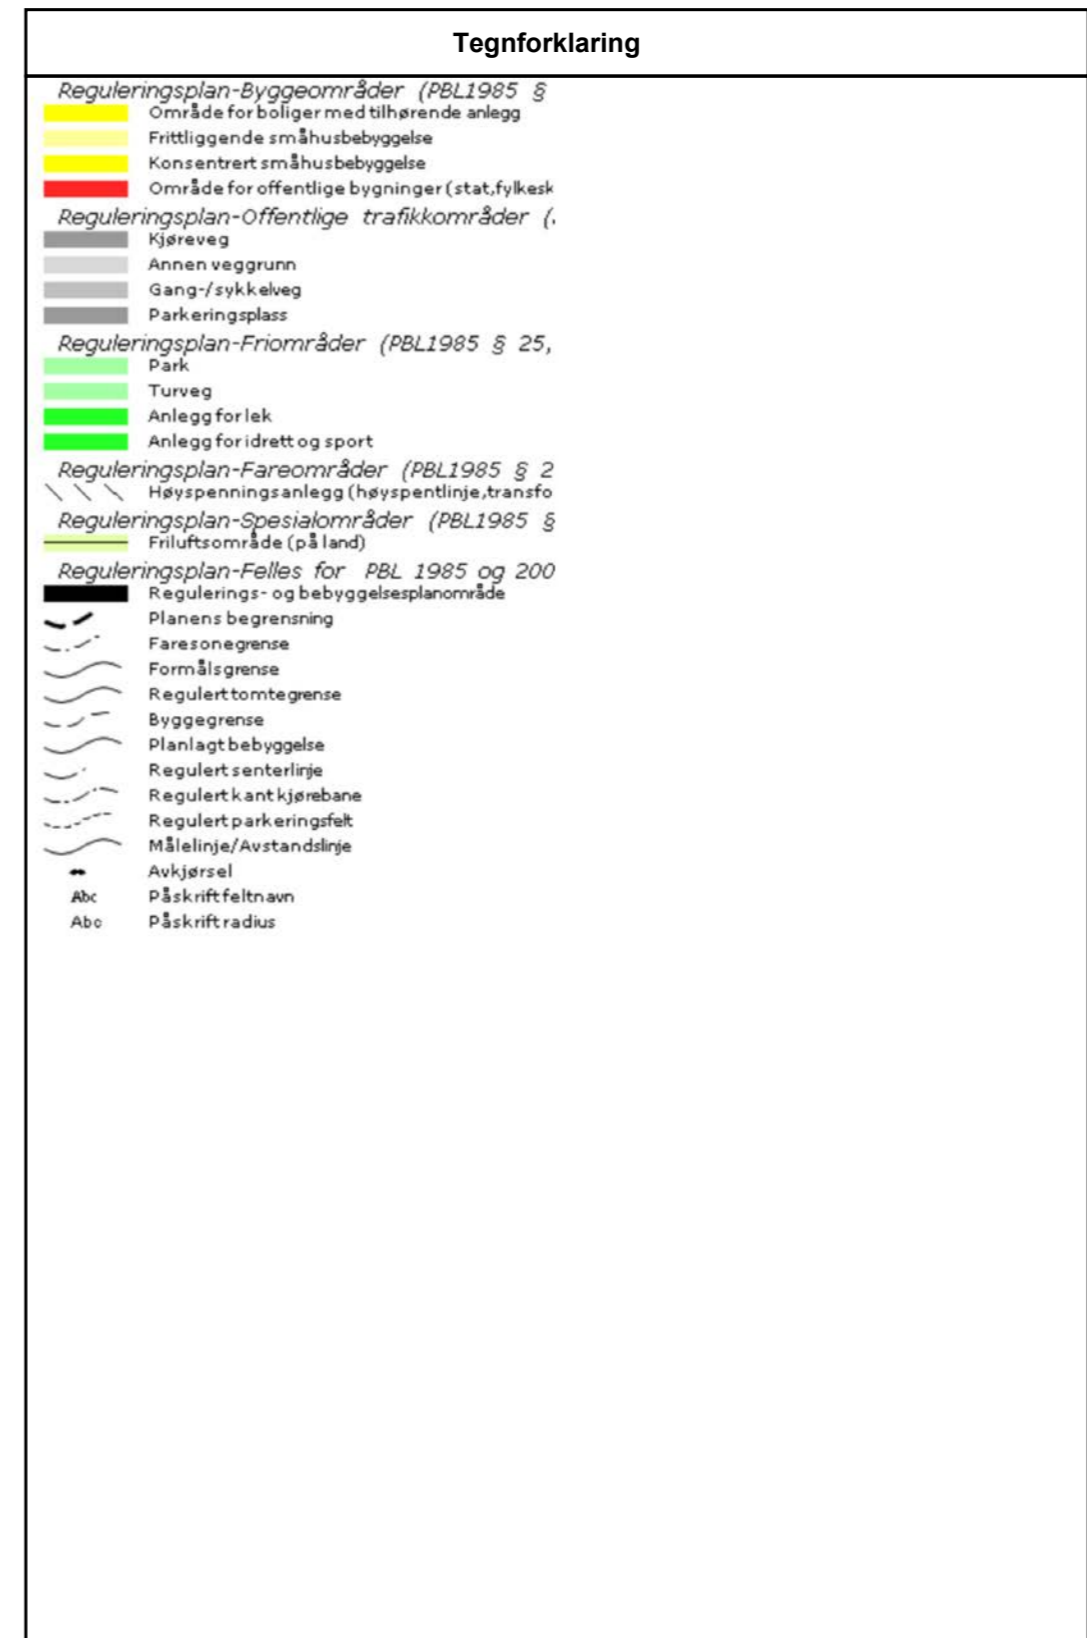 Tegnforklaring
Reguleringsplan-Byggeområder (PBL1985 §
Område for boliger med tilhørende anlegg
Frittliggende småhusbebyggelse
Konsentrert småhusbebyggelse
Område for offentlige bygninger (stat,fylkesk
Reguleringsplan-Offentlige trafikkområder (.
Kjøreveg
Annen veggrunn
Gang-/sykkelveg
Parkeringsplass
Reguleringsplan-Friområder (PBL1985 § 25,
Park
Turveg
Anlegg for lek
Anlegg for idrett og sport
Reguleringsplan-Fareområder (PBL1985 § 2
Høyspenningsanlegg (høyspentlinje,transfo
Reguleringsplan-Spesialområder (PBL1985 §
Friluftsområde (på land)
Reguleringsplan-Felles for PBL 1985 og 200
Regulerings- og bebyggelsesplanområde
Planens begrensning
Faresonegrense
Formålsgrense
Regulert tomtegrense
Byggegrense
Planlagt bebyggelse
Regulert senterlinje
Regulert kant kjørebane
Regulert parkeringsfelt
Målelinje/Avstandslinje
Avkjørsel
Abc Påskrift feltnavn
Abc Påskrift radius